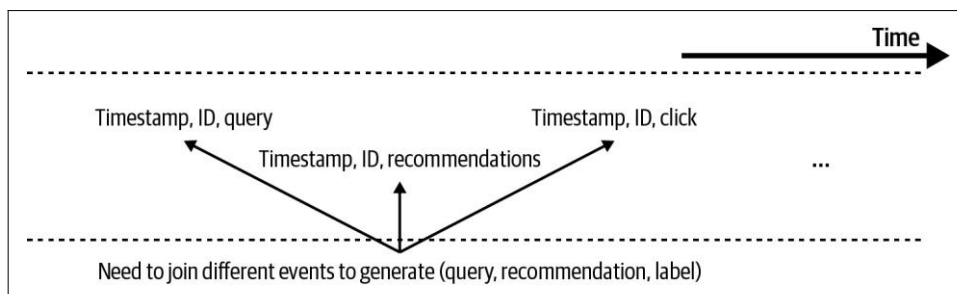 Time
Timestamp, ID, query
Timestamp, ID, click
Timestamp, ID, recommendations
...
Need to join different events to generate (query, recommendation, label)